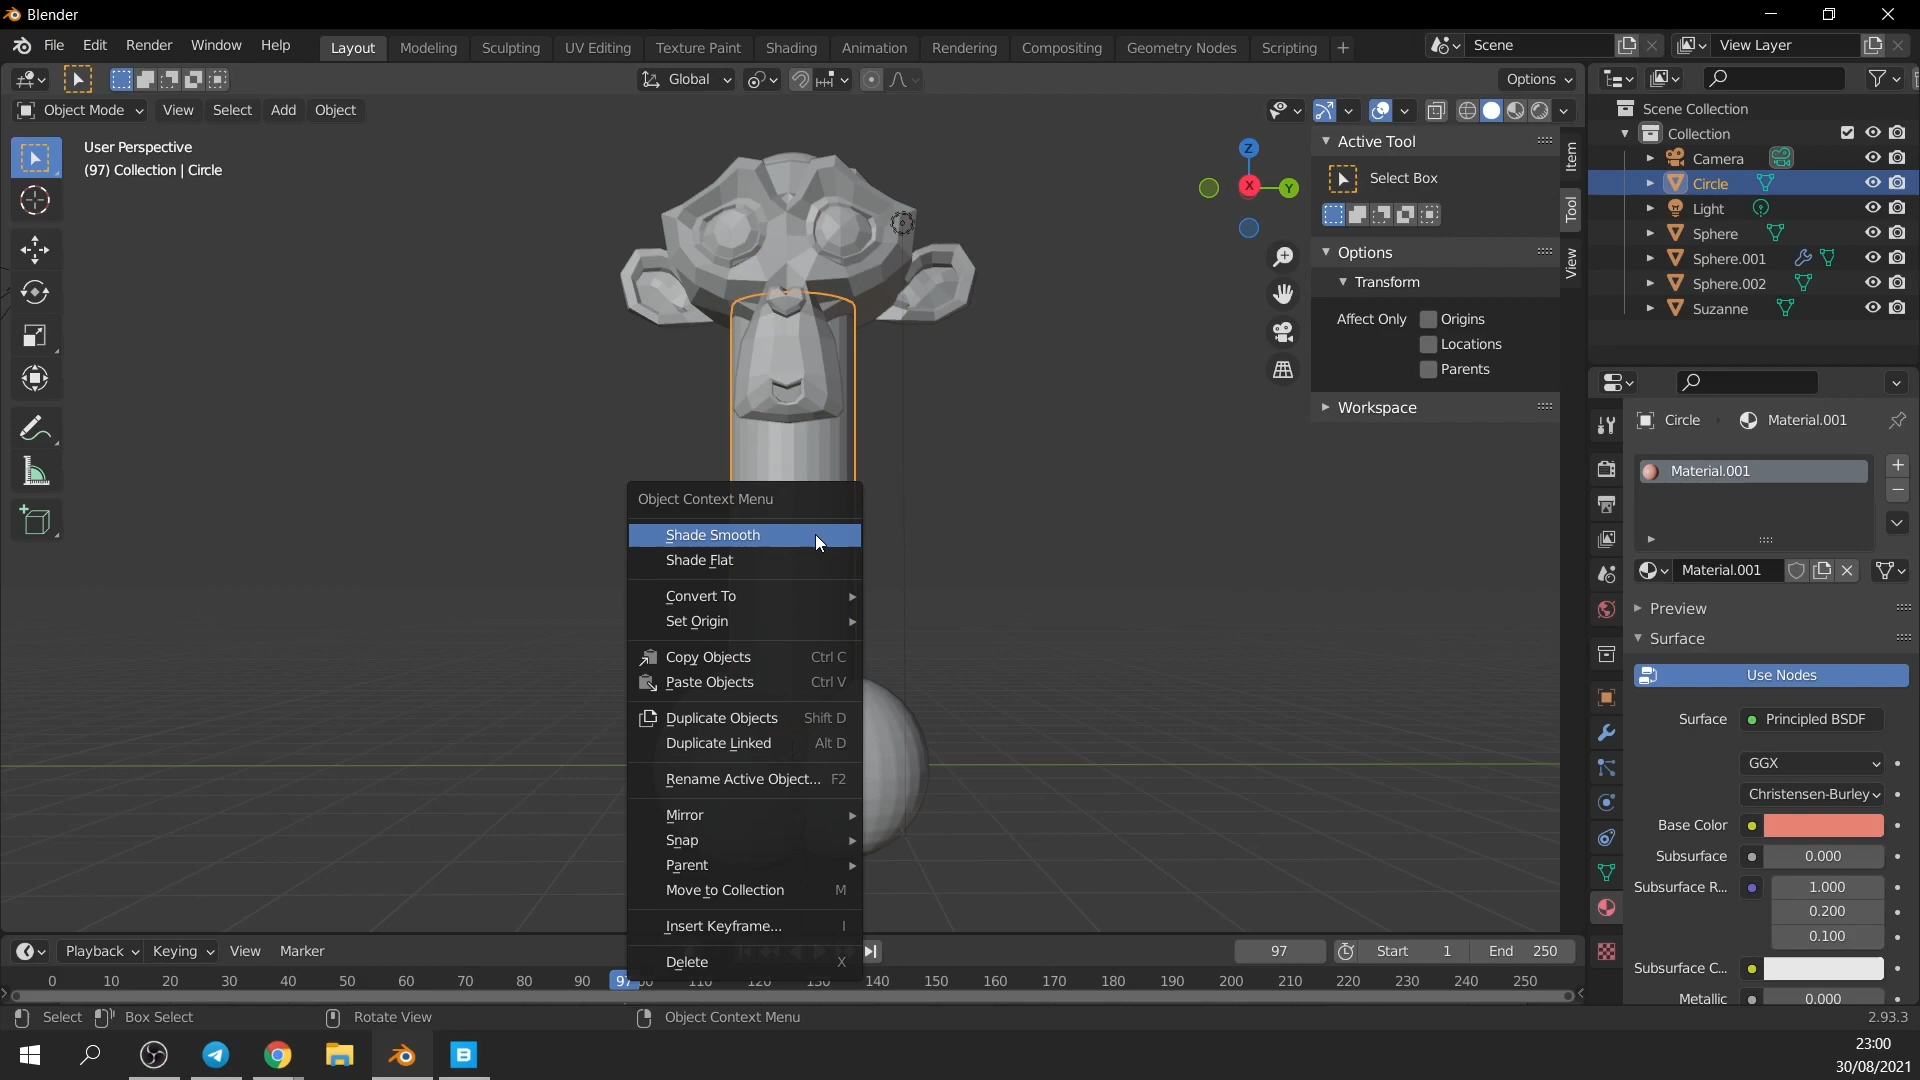 Blender
File Edit Render Window Help Layout Modeling Sculpting UV Editing Texture Paint Shading Animation Rendering Compositing Geometry Nodes Scripting + Scene View Layer
Global Options
Object Mode View Select Add Object
User Perspective
(97) Collection | Circle
Z
X Y
Active Tool
Select Box
Options
Transform
Affect Only Origins
Locations
Parents
Workspace
Item
Tool
View
Scene Collection
Collection
Camera
Circle
Light
Sphere
Sphere.001
Sphere.002
Suzanne
Circle Material.001
Material.001
Material.001
Preview
Surface
Use Nodes
Surface Principled BSDF
GGX
Christensen-Burley
Base Color
Subsurface 0.000
Subsurface R... 1.000
0.200
0.100
Subsurface C...
Metallic 0.000
Object Context Menu
Shade Smooth
Shade Flat
Convert To
Set Origin
Copy Objects Ctrl C
Paste Objects Ctrl V
Duplicate Objects Shift D
Duplicate Linked Alt D
Rename Active Object... F2
Mirror
Snap
Parent
Move to Collection M
Insert Keyframe... I
Delete X
Playback Keying View Marker 97 Start 1 End 250
0 10 20 30 40 50 60 70 80 90 97 110 120 130 140 150 160 170 180 190 200 210 220 230 240 250
Select Box Select Rotate View Object Context Menu 2.93.3
23:00
30/08/2021